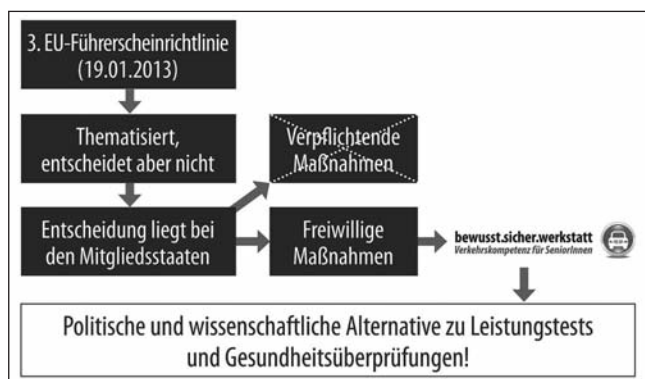 3. EU-Führerscheinrichtlinie
(19.01.2013)
Thematisiert,
entscheidet aber nicht
Verpflichtende
Maßnahmen
Entscheidung liegt bei
den Mitgliedsstaaten
Freiwillige
Maßnahmen
bewusst.sicher.werkstatt
Verkehrskompetenz für SeniorInnen
Politische und wissenschaftliche Alternative zu Leistungstests
und Gesundheitsüberprüfungen!